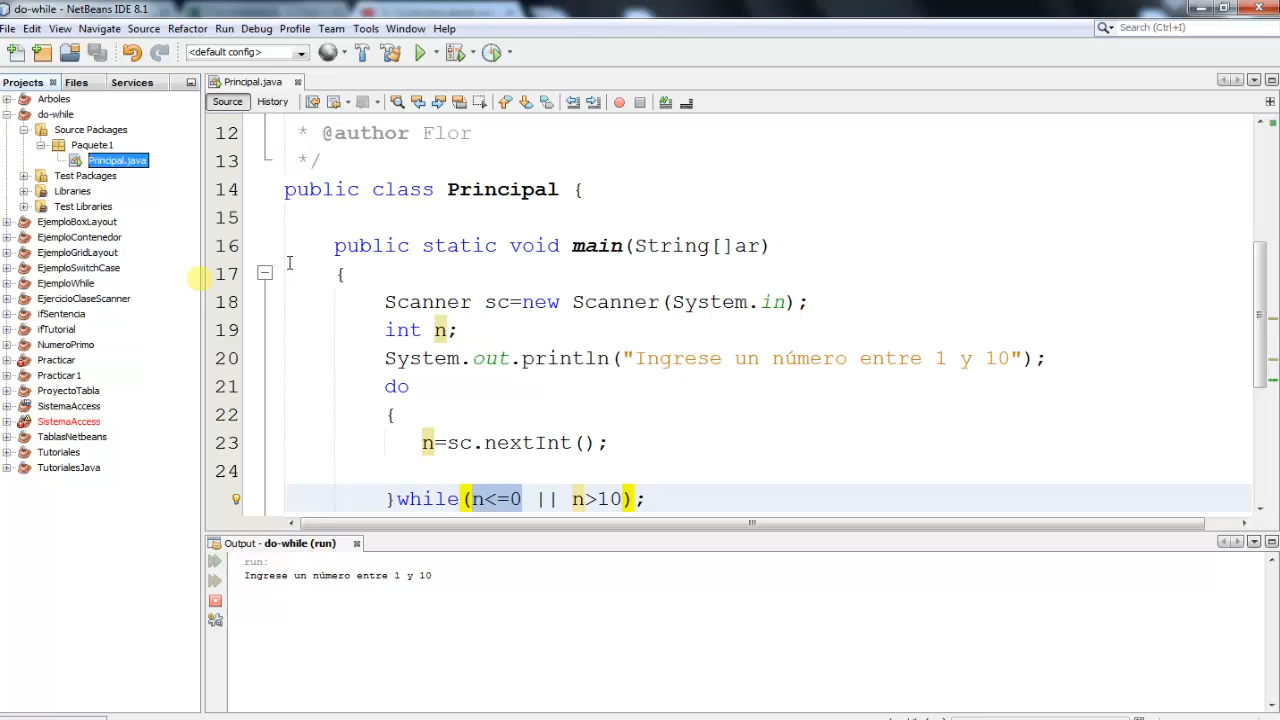 do-while - NetBeans IDE 8.1
File Edit View Navigate Source Refactor Run Debug Profile Team Tools Window Help
Search (Ctrl+I)
<default config>
Projects Files Services
Principal.java
Source History
Arboles
do-while
Source Packages
Paquete1
Principal.java
Test Packages
Libraries
Test Libraries
EjemploBoxLayout
EjemploContenedor
EjemploGridLayout
EjemploSwitchCase
EjemploWhile
EjercicioClaseScanner
ifSentencia
ifTutorial
NumeroPrimo
Practicar
Practicar1
ProyectoTabla
SistemaAccess
SistemaAccess
TablasNetbeans
Tutoriales
TutorialesJava
12 * @author Flor
13 */
14 public class Principal {
15
16 public static void main(String[]ar)
17 {
18 Scanner sc=new Scanner(System.in);
19 int n;
20 System.out.println("Ingrese un número entre 1 y 10");
21 do
22 {
23 n=sc.nextInt();
24
}while(n<=0 || n>10);
Output - do-while (run)
run:
Ingrese un número entre 1 y 10